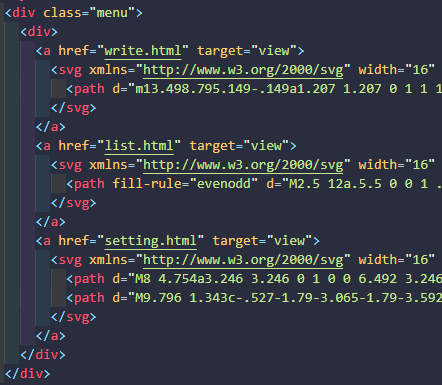 <div class="menu">
<div>
<a href="write.html" target="view">
<svg xmlns="http://www.w3.org/2000/svg" width="16"
<path d="m13.498.795.149-.149a1.207 1.207 0 1 1 1
</svg>
</a>
<a href="list.html" target="view">
<svg xmlns="http://www.w3.org/2000/svg" width="16"
<path fill-rule="evenodd" d="M2.5 12a.5.5 0 0 1 .
</svg>
</a>
<a href="setting.html" target="view">
<svg xmlns="http://www.w3.org/2000/svg" width="16"
<path d="M8 4.754a3.246 3.246 0 1 0 0 6.492 3.246
<path d="M9.796 1.343c-.527-1.79-3.065-1.79-3.592
</svg>
</a>
</div>
</div>